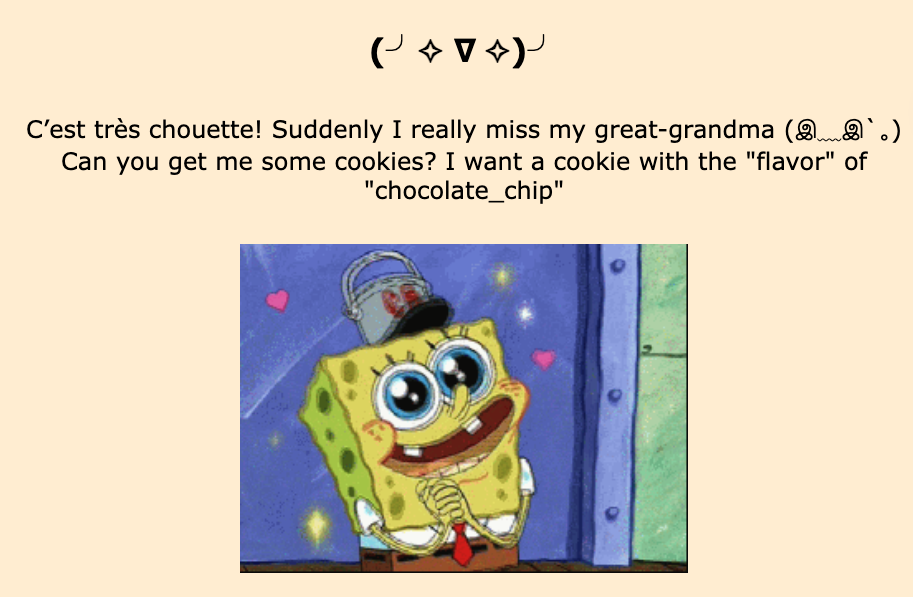 (╯✧ ∇ ✧)╯
C’est très chouette! Suddenly I really miss my great-grandma (இ﹏இ`｡)
Can you get me some cookies? I want a cookie with the "flavor" of
"chocolate_chip"